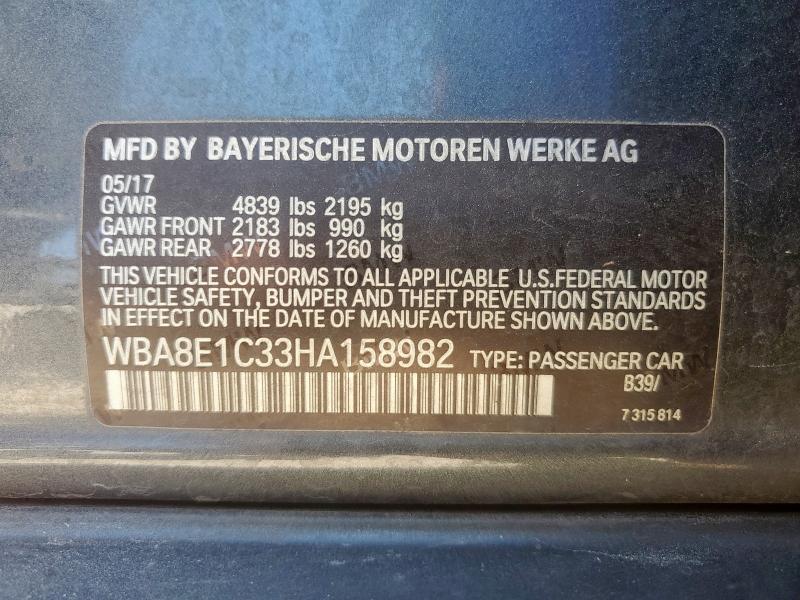 MFD BY BAYERISCHE MOTOREN WERKE AG
05/17
GVWR 4839 lbs 2195 kg
GAWR FRONT 2183 lbs 990 kg
GAWR REAR 2778 lbs 1260 kg
THIS VEHICLE CONFORMS TO ALL APPLICABLE U.S.FEDERAL MOTOR
VEHICLE SAFETY, BUMPER AND THEFT PREVENTION STANDARDS
IN EFFECT ON THE DATE OF MANUFACTURE SHOWN ABOVE.
WBA8E1C33HA158982 TYPE: PASSENGER CAR
B39/
7 315 814